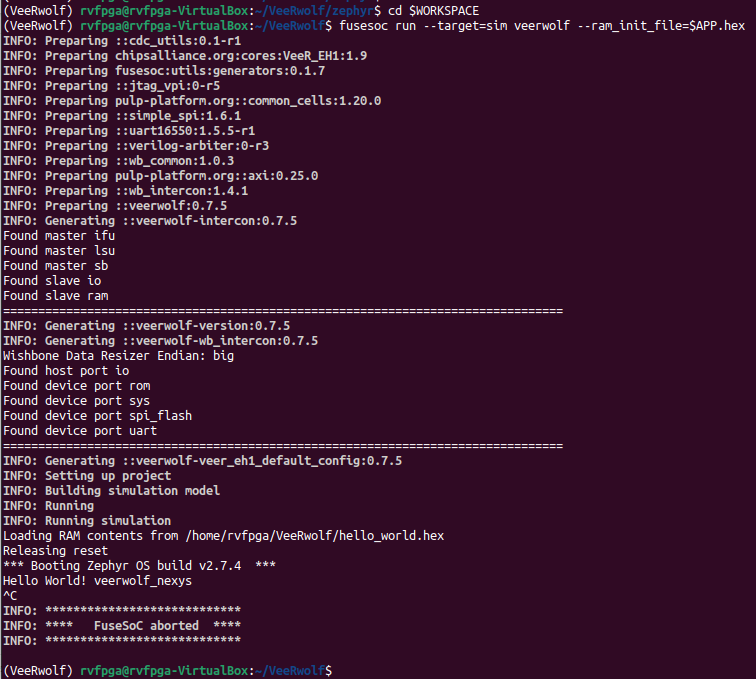 (VeeRwolf) rvfpga@rvfpga-VirtualBox:~/VeeRwolf/zephyr$ cd $WORKSPACE
(VeeRwolf) rvfpga@rvfpga-VirtualBox:~/VeeRwolf$ fusesoc run --target=sim veerwolf --ram_init_file=$APP.hex
INFO: Preparing ::cdc_utils:0.1-r1
INFO: Preparing chipsalliance.org:cores:VeeR_EH1:1.9
INFO: Preparing fusesoc:utils:generators:0.1.7
INFO: Preparing ::jtag_vpi:0-r5
INFO: Preparing pulp-platform.org::common_cells:1.20.0
INFO: Preparing ::simple_spi:1.6.1
INFO: Preparing ::uart16550:1.5.5-r1
INFO: Preparing ::verilog-arbiter:0-r3
INFO: Preparing ::wb_common:1.0.3
INFO: Preparing pulp-platform.org::axi:0.25.0
INFO: Preparing ::wb_intercon:1.4.1
INFO: Preparing ::veerwolf:0.7.5
INFO: Generating ::veerwolf-intercon:0.7.5
Found master ifu
Found master lsu
Found master sb
Found slave io
Found slave ram
================================================================================
INFO: Generating ::veerwolf-version:0.7.5
INFO: Generating ::veerwolf-wb_intercon:0.7.5
Wishbone Data Resizer Endian: big
Found host port io
Found device port rom
Found device port sys
Found device port spi_flash
Found device port uart
================================================================================
INFO: Generating ::veerwolf-veer_eh1_default_config:0.7.5
INFO: Setting up project
INFO: Building simulation model
INFO: Running
INFO: Running simulation
Loading RAM contents from /home/rvfpga/VeeRwolf/hello_world.hex
Releasing reset
*** Booting Zephyr OS build v2.7.4  ***
Hello World! veerwolf_nexys
^C
INFO: ****************************
INFO: ****   FuseSoC aborted  ****
INFO: ****************************
(VeeRwolf) rvfpga@rvfpga-VirtualBox:~/VeeRwolf$